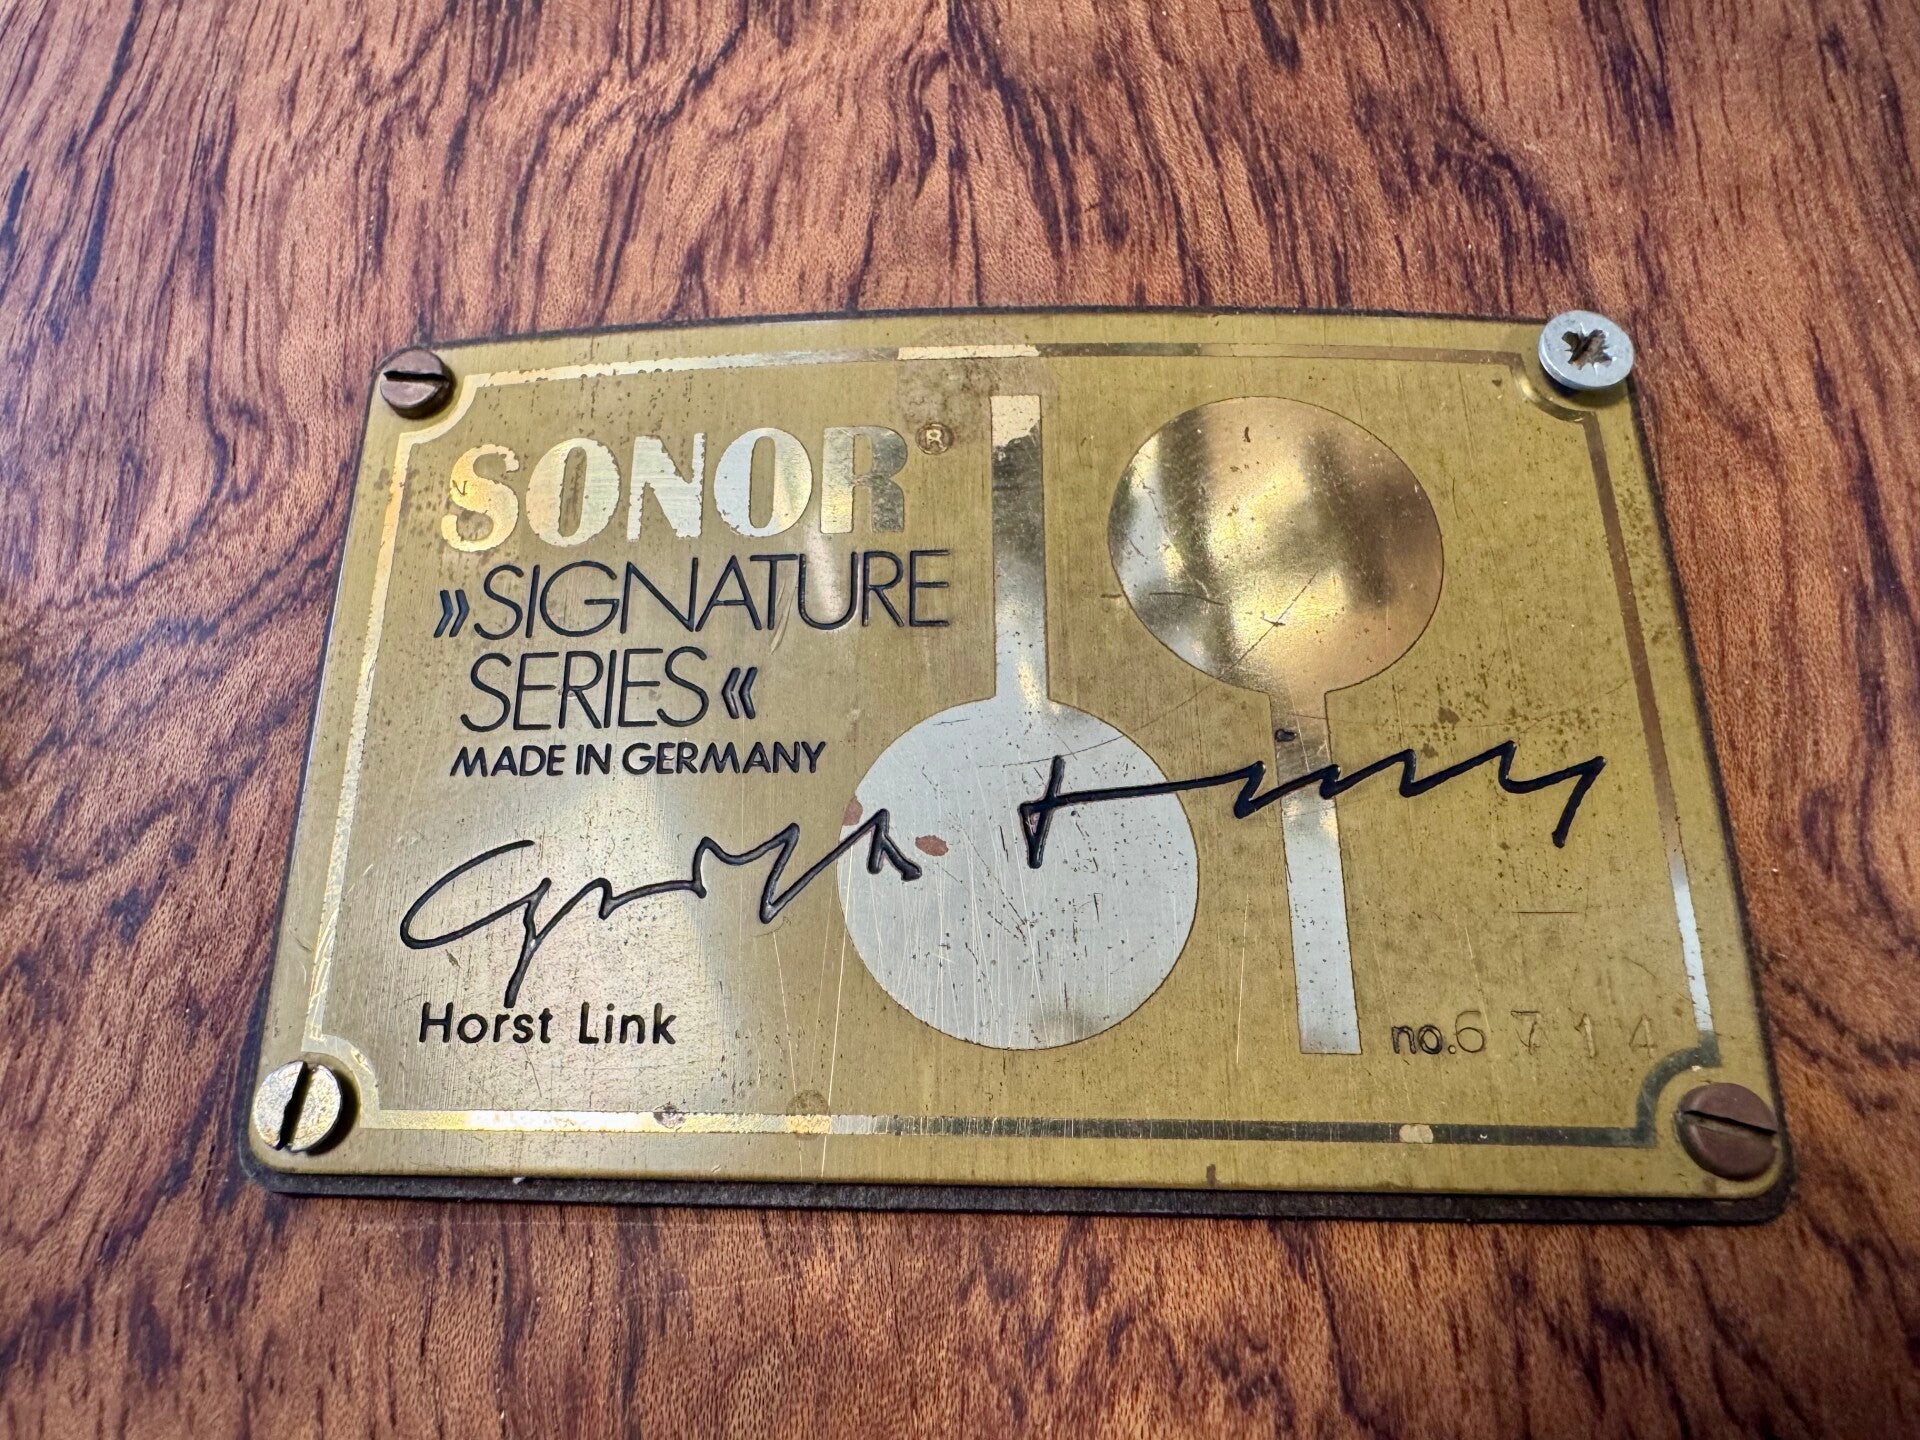 SONOR®
»SIGNATURE
SERIES«
MADE IN GERMANY
Horst Link
no. 6714